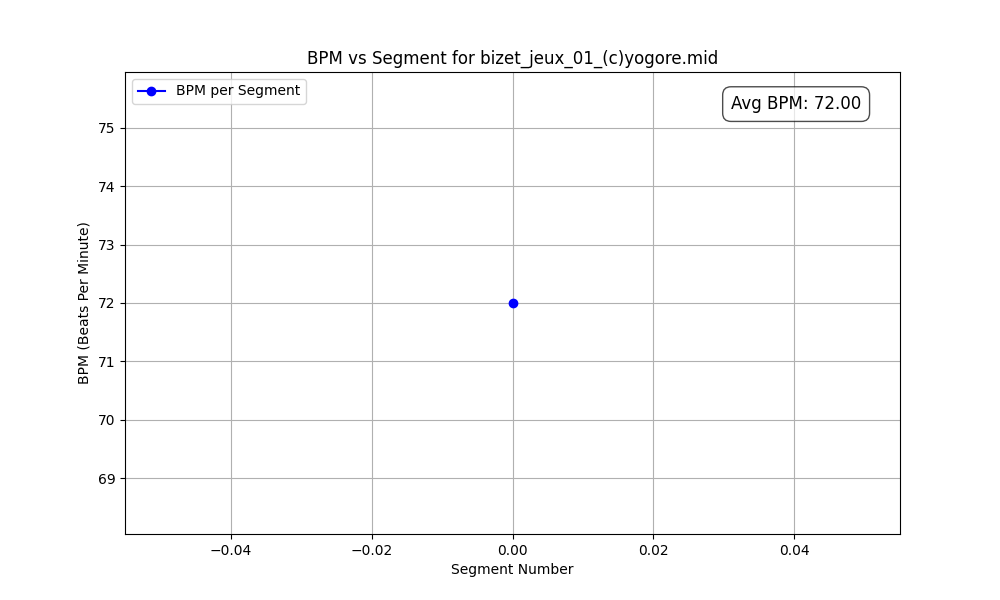 BPM vs Segment for bizet_jeux_01_(c)yogore.mid
BPM per Segment
Avg BPM: 72.00
75
74
73
72
71
70
69
BPM (Beats Per Minute)
−0.04
−0.02
0.00
0.02
0.04
Segment Number